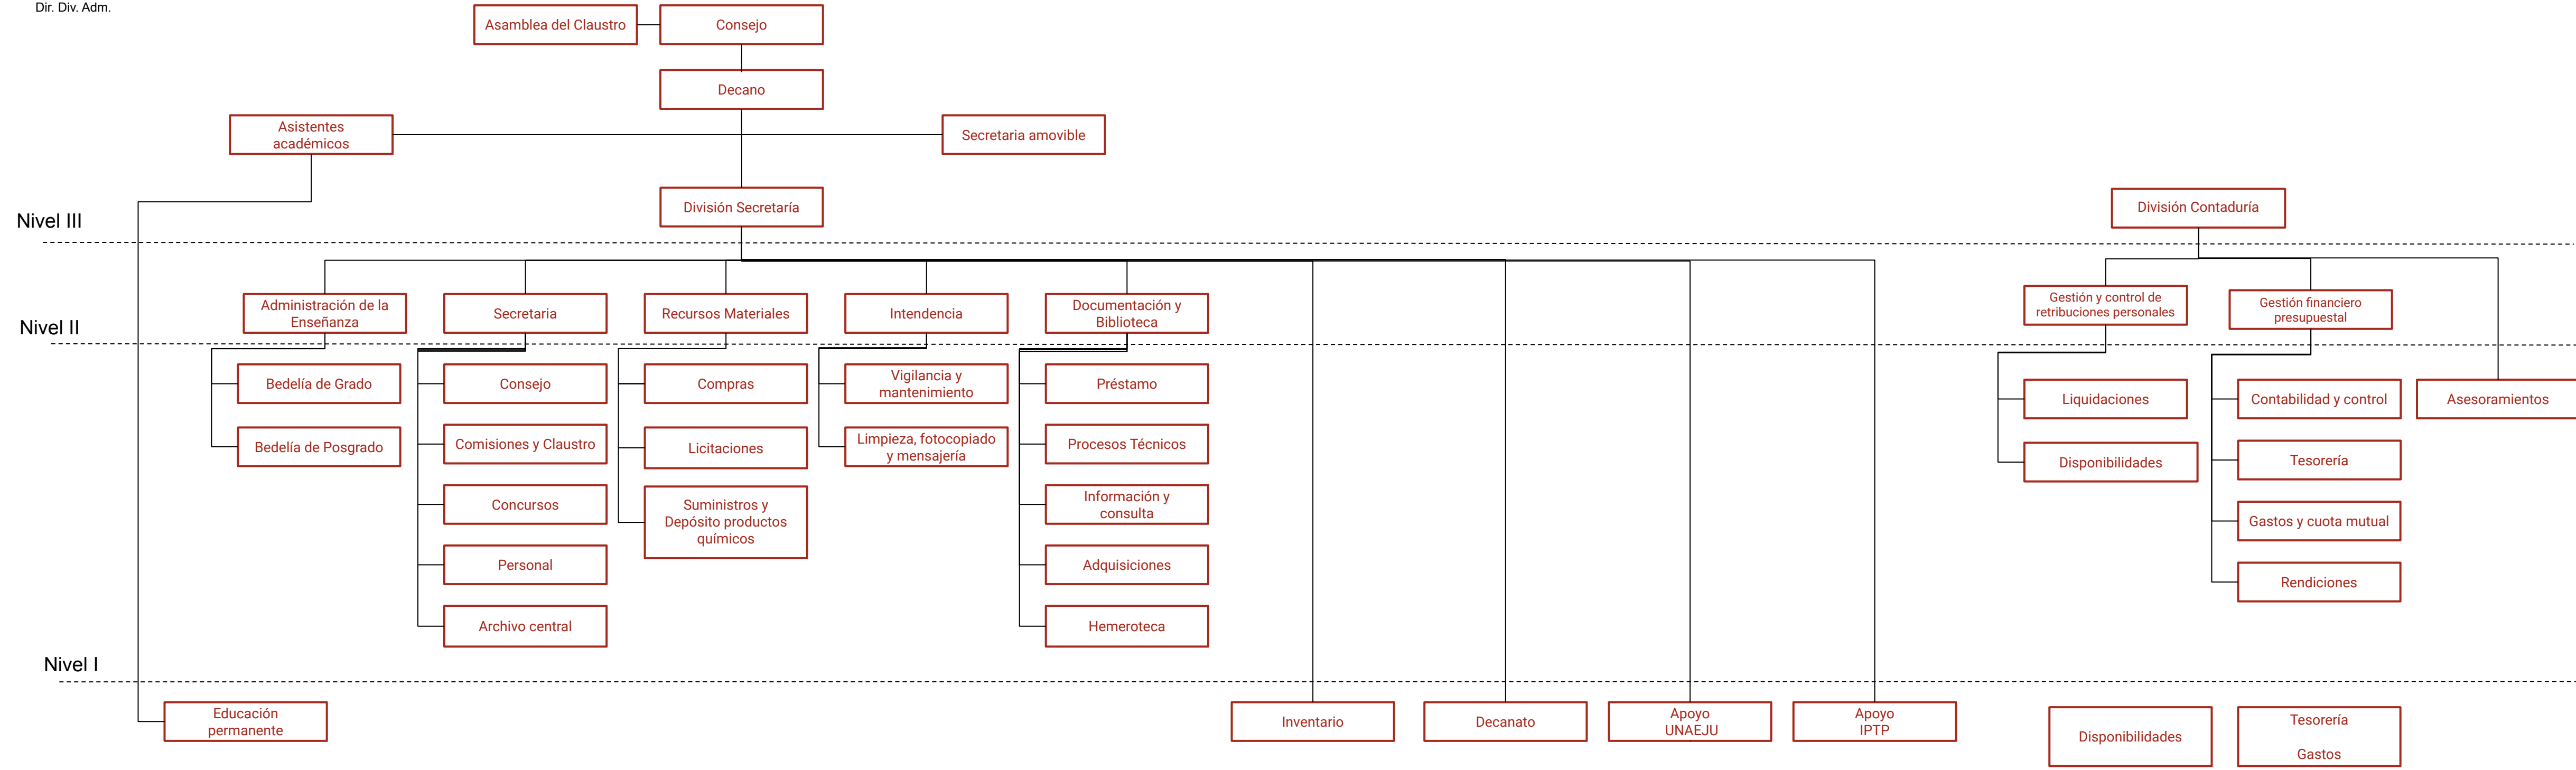 Dir. Div. Adm.
Asamblea del Claustro
Consejo
Decano
Asistentes
académicos
Secretaria amovible
División Secretaría
División Contaduría
Nivel III
Administración de la
Enseñanza
Secretaria
Recursos Materiales
Intendencia
Documentación y
Biblioteca
Gestión y control de
retribuciones personales
Gestión financiero
presupuestal
Nivel II
Bedelía de Grado
Bedelía de Posgrado
Consejo
Comisiones y Claustro
Concursos
Personal
Archivo central
Compras
Licitaciones
Suministros y
Depósito productos
químicos
Vigilancia y
mantenimiento
Limpieza, fotocopiado
y mensajería
Préstamo
Procesos Técnicos
Información y
consulta
Adquisiciones
Hemeroteca
Liquidaciones
Disponibilidades
Contabilidad y control
Tesorería
Gastos y cuota mutual
Rendiciones
Asesoramientos
Nivel I
Educación
permanente
Inventario
Decanato
Apoyo
UNAEJU
Apoyo
IPTP
Disponibilidades
Tesorería
Gastos